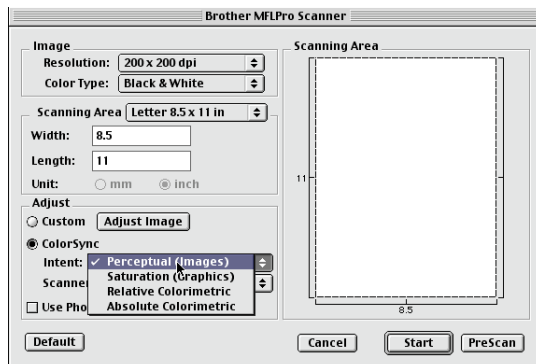 Brother MFLPro Scanner
Image
Resolution: 200 x 200 dpi
Color Type: Black & White
Scanning Area Letter 8.5 x 11 in
Width: 8.5
Length: 11
Unit: mm inch
Adjust
Custom Adjust Image
ColorSync
Intent: ✓ Perceptual (Images)
Saturation (Graphics)
Scanne Relative Colorimetric
Use Pho Absolute Colorimetric
Scanning Area
11
8.5
Default
Cancel Start PreScan